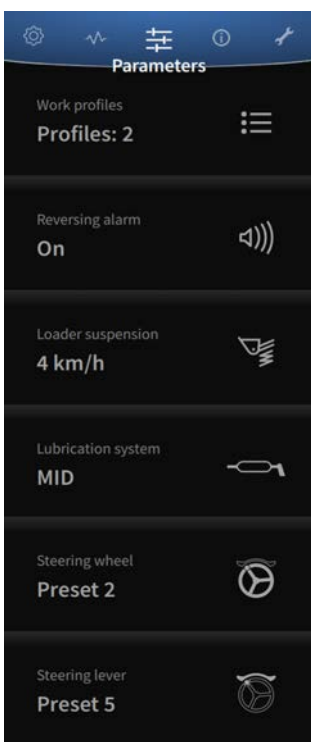 Parameters
Work profiles
Profiles: 2
Reversing alarm
On
Loader suspension
4 km/h
Lubrication system
MID
Steering wheel
Preset 2
Steering lever
Preset 5